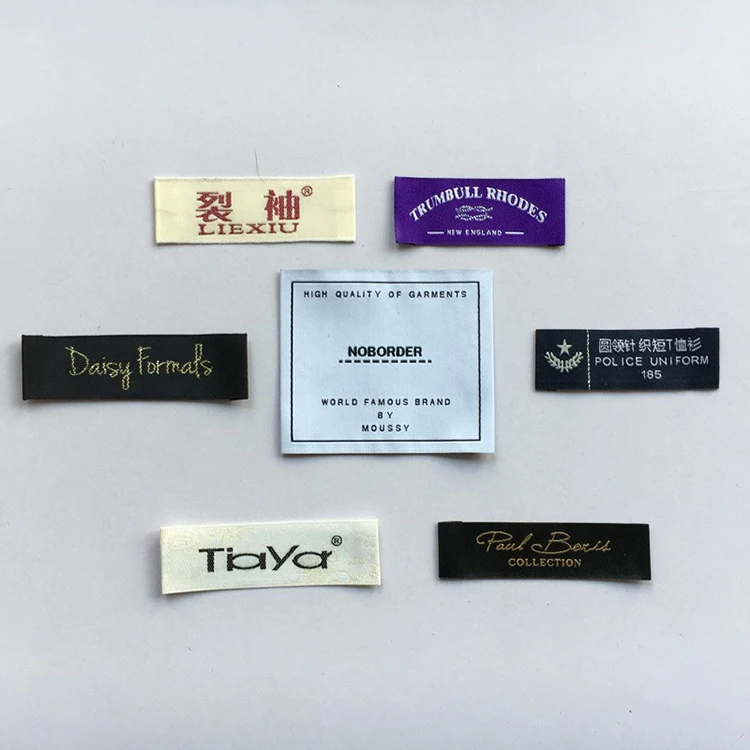 裂袖®
LIEXIU
TRUMBULL RHODES
NEW ENGLAND
HIGH QUALITY OF GARMENTS
NOBORDER
WORLD FAMOUS BRAND
BY
MOUSSY
Daisy Formals
圆领针织短T恤衫
POLICE UNIFORM
185
TiaYa®
Paul Beris
COLLECTION